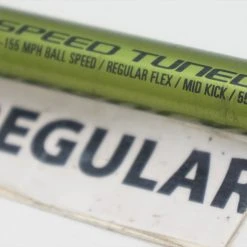 SPEED TUNED
-155 MPH BALL SPEED / REGULAR FLEX / MID KICK /
REGULAR